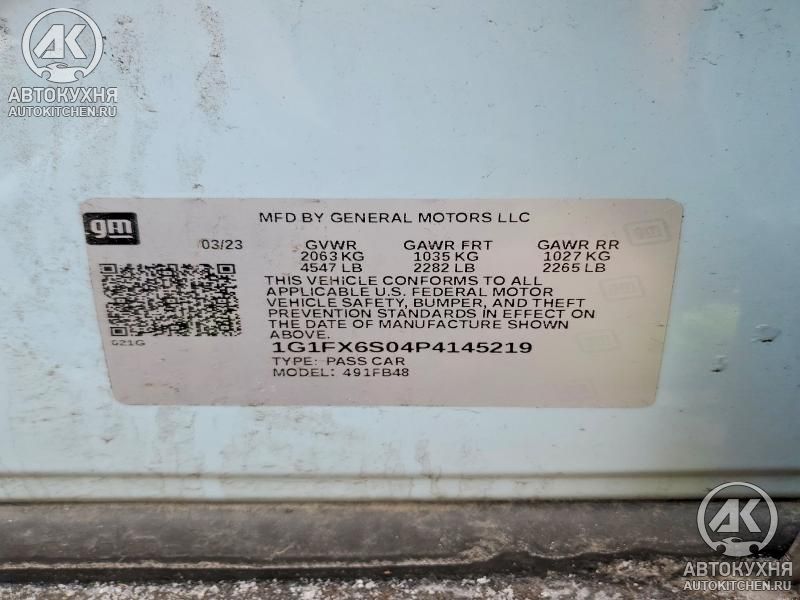 AK
АВТОКУХНЯ
AUTOKITCHEN.RU
gm
MFD BY GENERAL MOTORS LLC
03/23 GVWR GAWR FRT GAWR RR
2063 KG 1035 KG 1027 KG
4547 LB 2282 LB 2265 LB
THIS VEHICLE CONFORMS TO ALL
APPLICABLE U.S. FEDERAL MOTOR
VEHICLE SAFETY, BUMPER, AND THEFT
PREVENTION STANDARDS IN EFFECT ON
THE DATE OF MANUFACTURE SHOWN
ABOVE.
G21G
1G1FX6S04P4145219
TYPE: PASS CAR
MODEL: 491FB48
AK
АВТОКУХНЯ
AUTOKITCHEN.RU